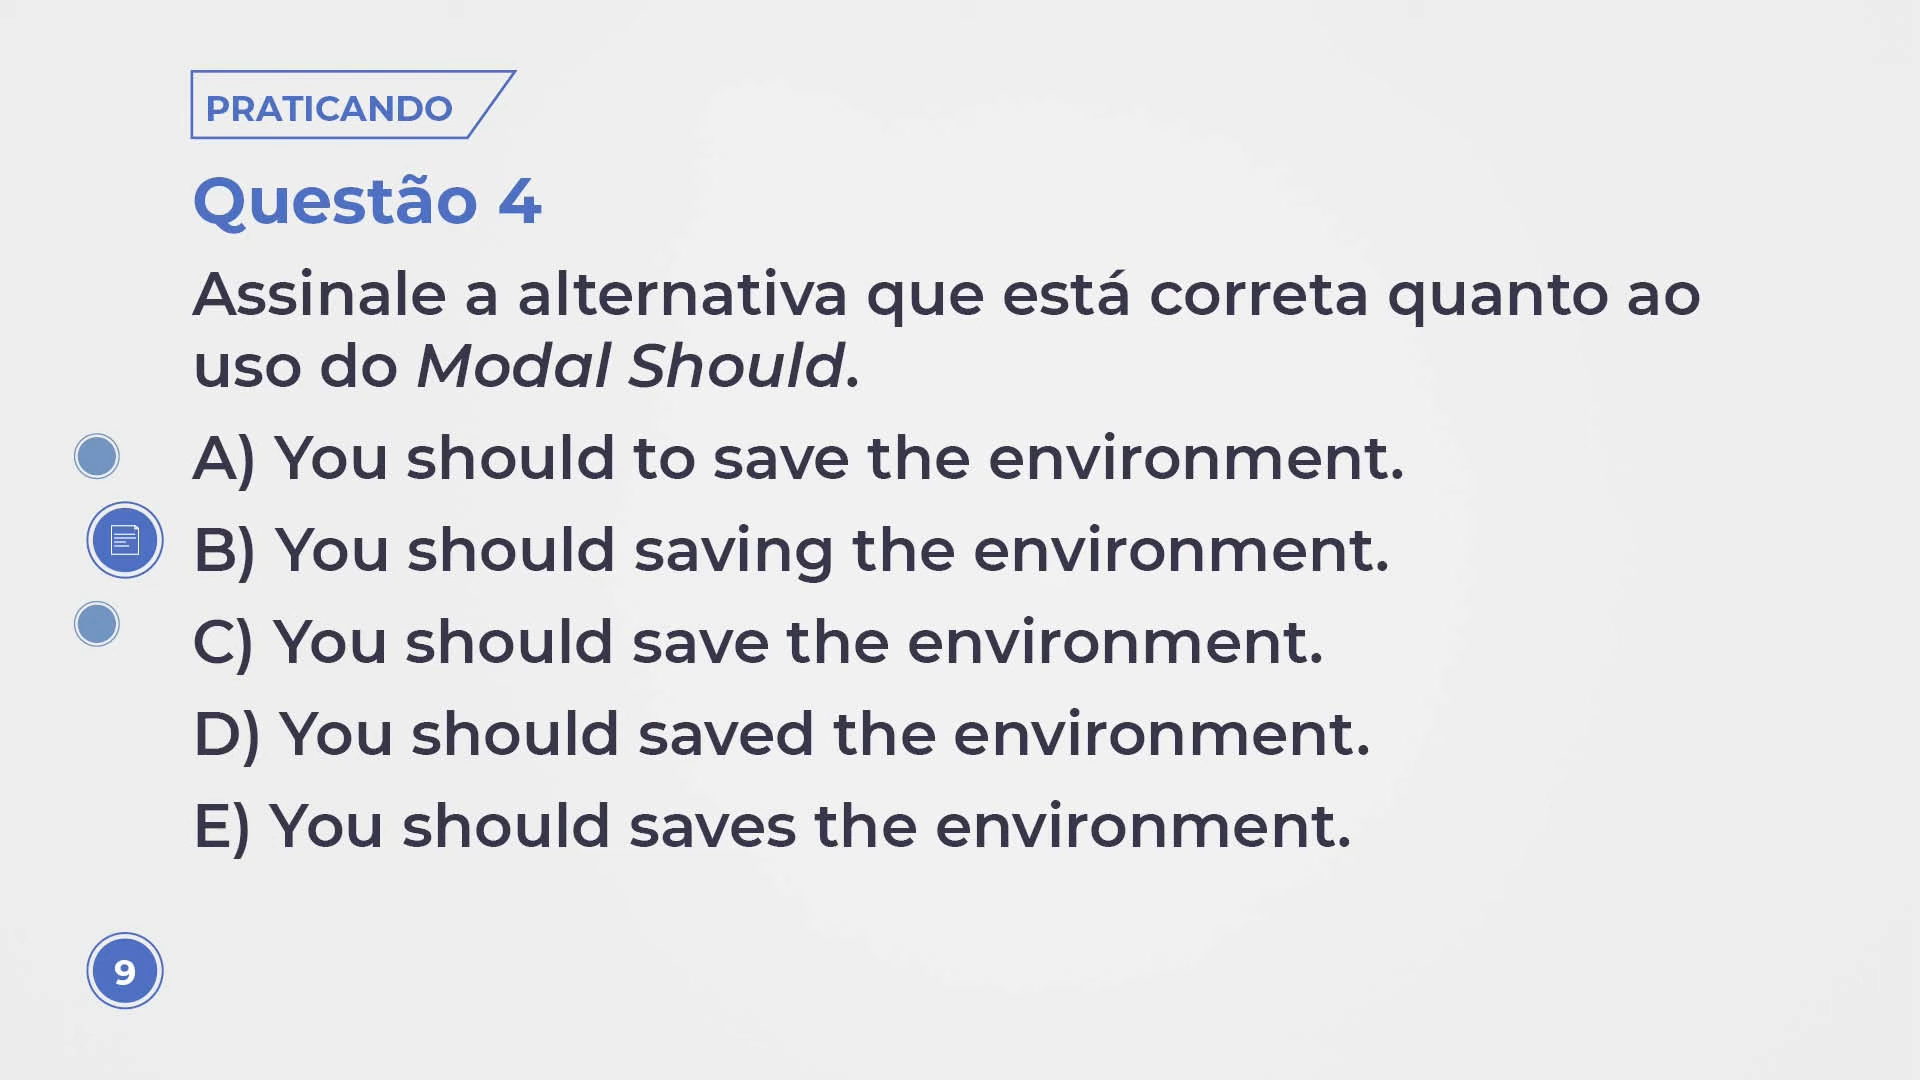 PRATICANDO
Questão 4
Assinale a alternativa que está correta quanto ao
uso do Modal Should.
A) You should to save the environment.
B) You should saving the environment.
C) You should save the environment.
D) You should saved the environment.
E) You should saves the environment.
9